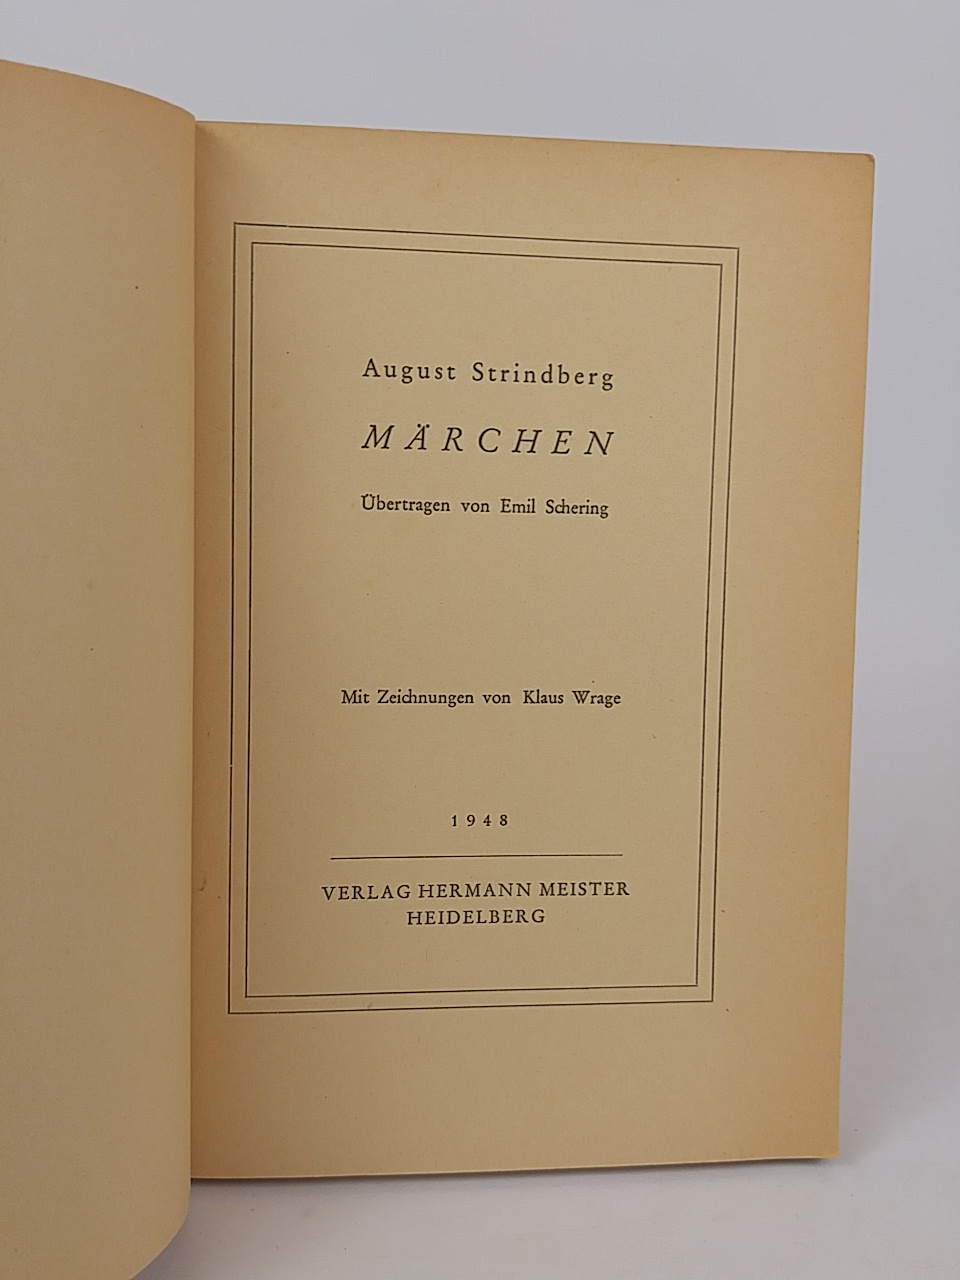 August Strindberg
MÄRCHEN
Übertragen von Emil Schering
Mit Zeichnungen von Klaus Wrage
1948
VERLAG HERMANN MEISTER
HEIDELBERG